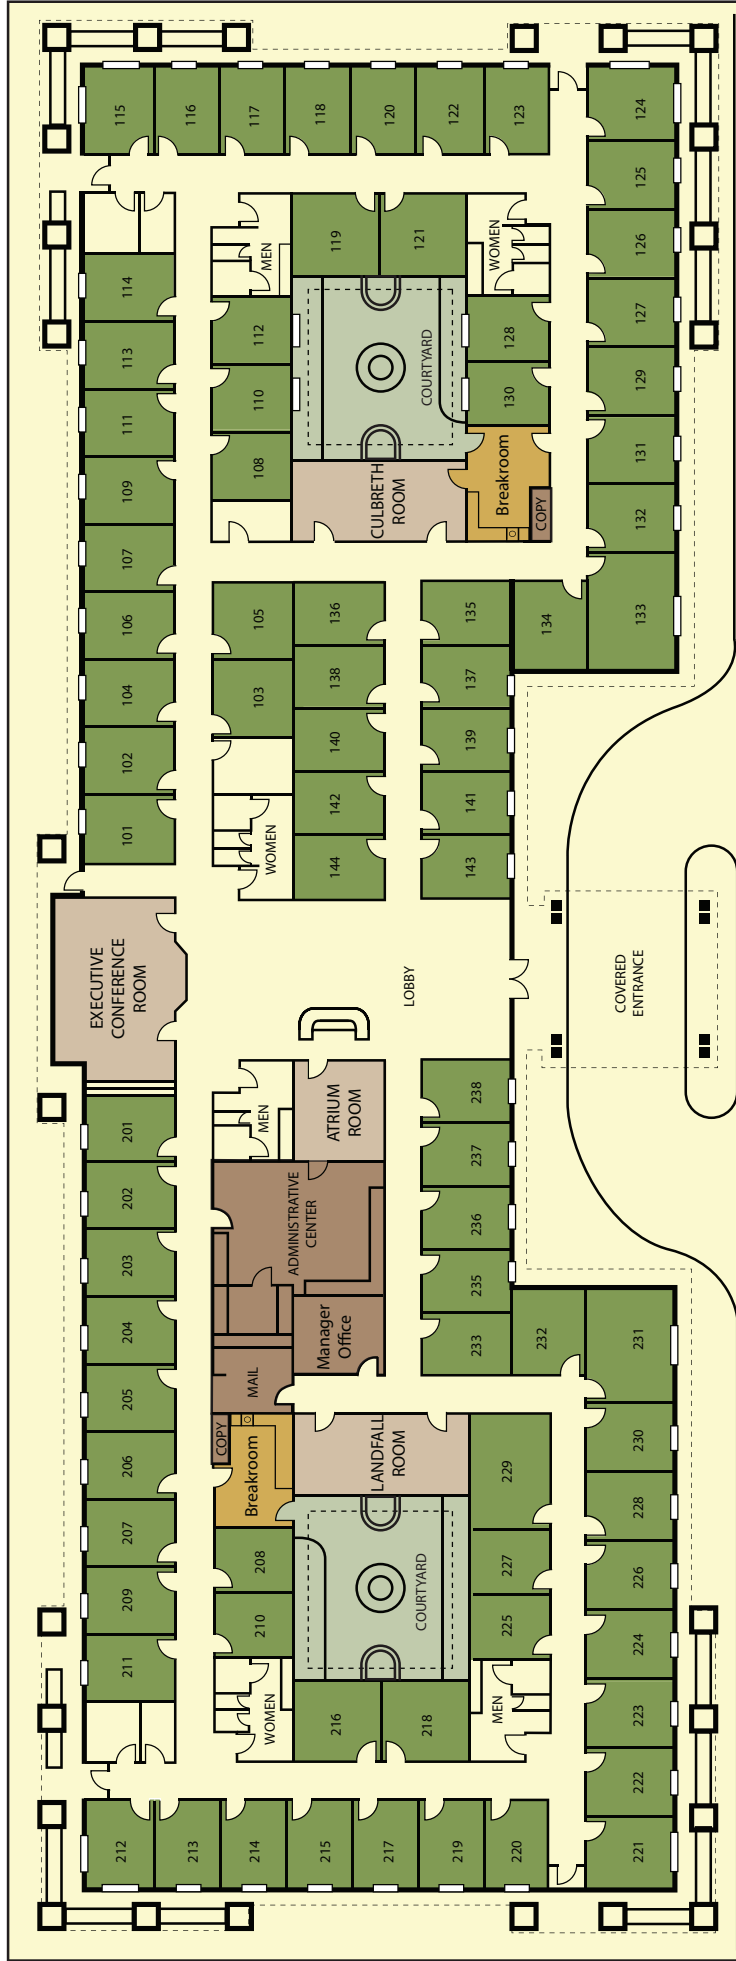 115
116
117
118
120
122
123
124
125
126
127
129
131
132
133
134
114
113
111
109
107
106
104
102
101
MEN
119
121
WOMEN
112
110
108
COURTYARD
128
130
CULBRETH
ROOM
Breakroom
COPY
105
103
136
138
140
142
144
WOMEN
135
137
139
141
143
EXECUTIVE
CONFERENCE
ROOM
LOBBY
COVERED
ENTRANCE
MEN
ATRIUM
ROOM
ADMINISTRATIVE
CENTER
Manager
Office
MAIL
COPY
Breakroom
LANDFALL
ROOM
238
237
236
235
233
232
231
201
202
203
204
205
206
207
209
211
208
210
COURTYARD
229
227
225
230
228
226
224
223
222
221
WOMEN
216
218
MEN
212
213
214
215
217
219
220